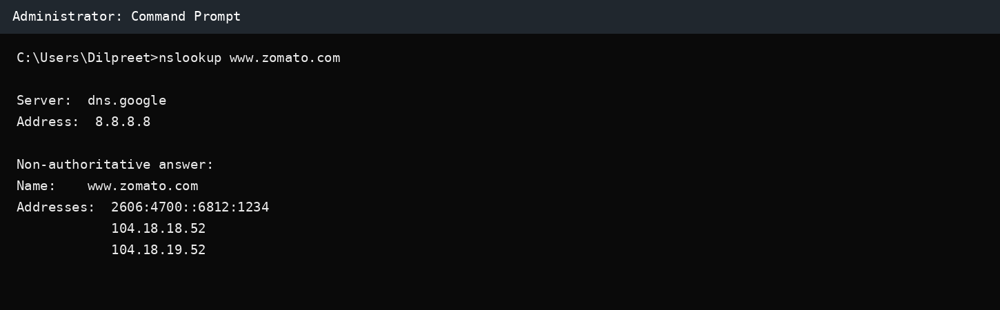 Administrator: Command Prompt
C:\Users\Dilpreet>nslookup www.zomato.com
Server:  dns.google
Address:  8.8.8.8
Non-authoritative answer:
Name:    www.zomato.com
Addresses:  2606:4700::6812:1234
            104.18.18.52
            104.18.19.52